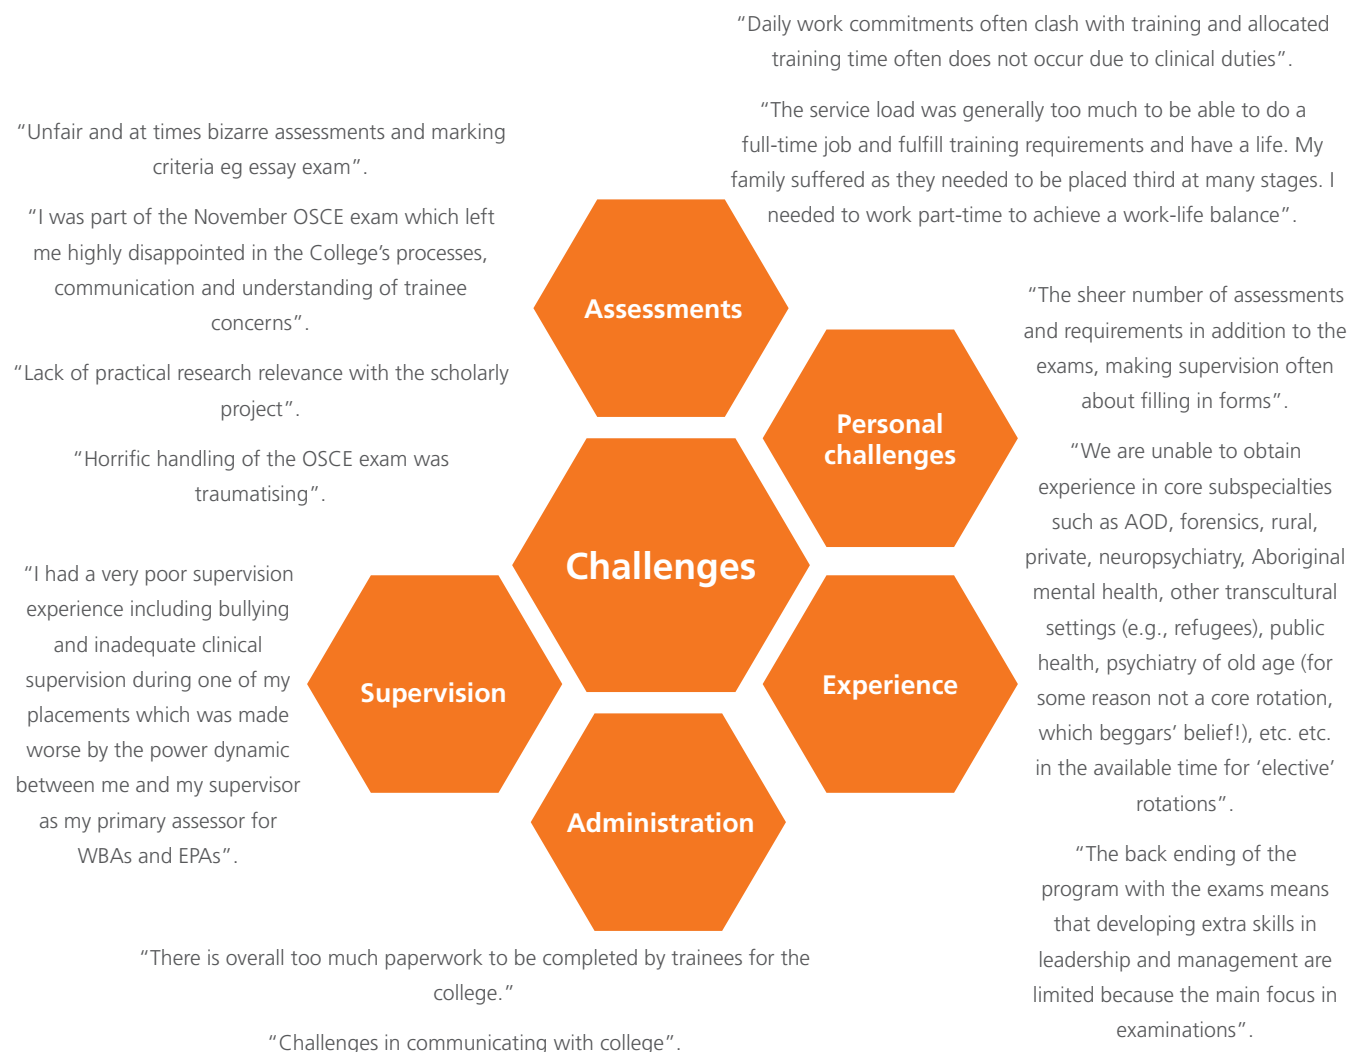 “Daily work commitments often clash with training and allocated
training time often does not occur due to clinical duties”.
“The service load was generally too much to be able to do a
full-time job and fulfill training requirements and have a life. My
family suffered as they needed to be placed third at many stages. I
needed to work part-time to achieve a work-life balance”.
“Unfair and at times bizarre assessments and marking
criteria eg essay exam”.
“I was part of the November OSCE exam which left
me highly disappointed in the College’s processes,
communication and understanding of trainee
concerns”.
“Lack of practical research relevance with the scholarly
project”.
“Horrific handling of the OSCE exam was
traumatising”.
Assessments
Personal
challenges
Challenges
Supervision
Experience
Administration
“The sheer number of assessments
and requirements in addition to the
exams, making supervision often
about filling in forms”.
“We are unable to obtain
experience in core subspecialties
such as AOD, forensics, rural,
private, neuropsychiatry, Aboriginal
mental health, other transcultural
settings (e.g., refugees), public
health, psychiatry of old age (for
some reason not a core rotation,
which beggars’ belief!), etc. etc.
in the available time for ‘elective’
rotations”.
“The back ending of the
program with the exams means
that developing extra skills in
leadership and management are
limited because the main focus in
examinations”.
“I had a very poor supervision
experience including bullying
and inadequate clinical
supervision during one of my
placements which was made
worse by the power dynamic
between me and my supervisor
as my primary assessor for
WBAs and EPAs”.
“There is overall too much paperwork to be completed by trainees for the
college.”
“Challenges in communicating with college”.